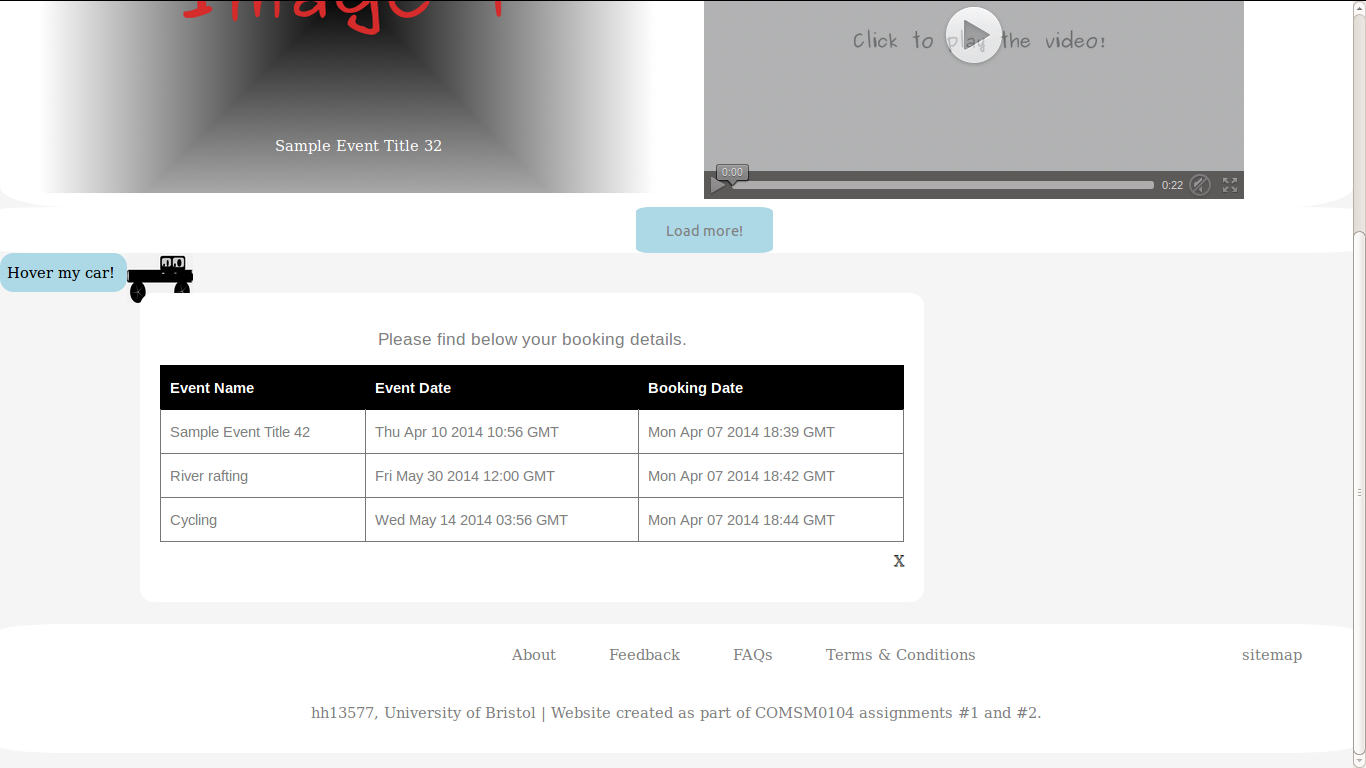 Image 1
Click to play the video!
Sample Event Title 32
0:00
0:22
Load more!
Hover my car!
Please find below your booking details.
Event Name Event Date Booking Date
Sample Event Title 42 Thu Apr 10 2014 10:56 GMT Mon Apr 07 2014 18:39 GMT
River rafting Fri May 30 2014 12:00 GMT Mon Apr 07 2014 18:42 GMT
Cycling Wed May 14 2014 03:56 GMT Mon Apr 07 2014 18:44 GMT
X
About Feedback FAQs Terms & Conditions sitemap
hh13577, University of Bristol | Website created as part of COMSM0104 assignments #1 and #2.